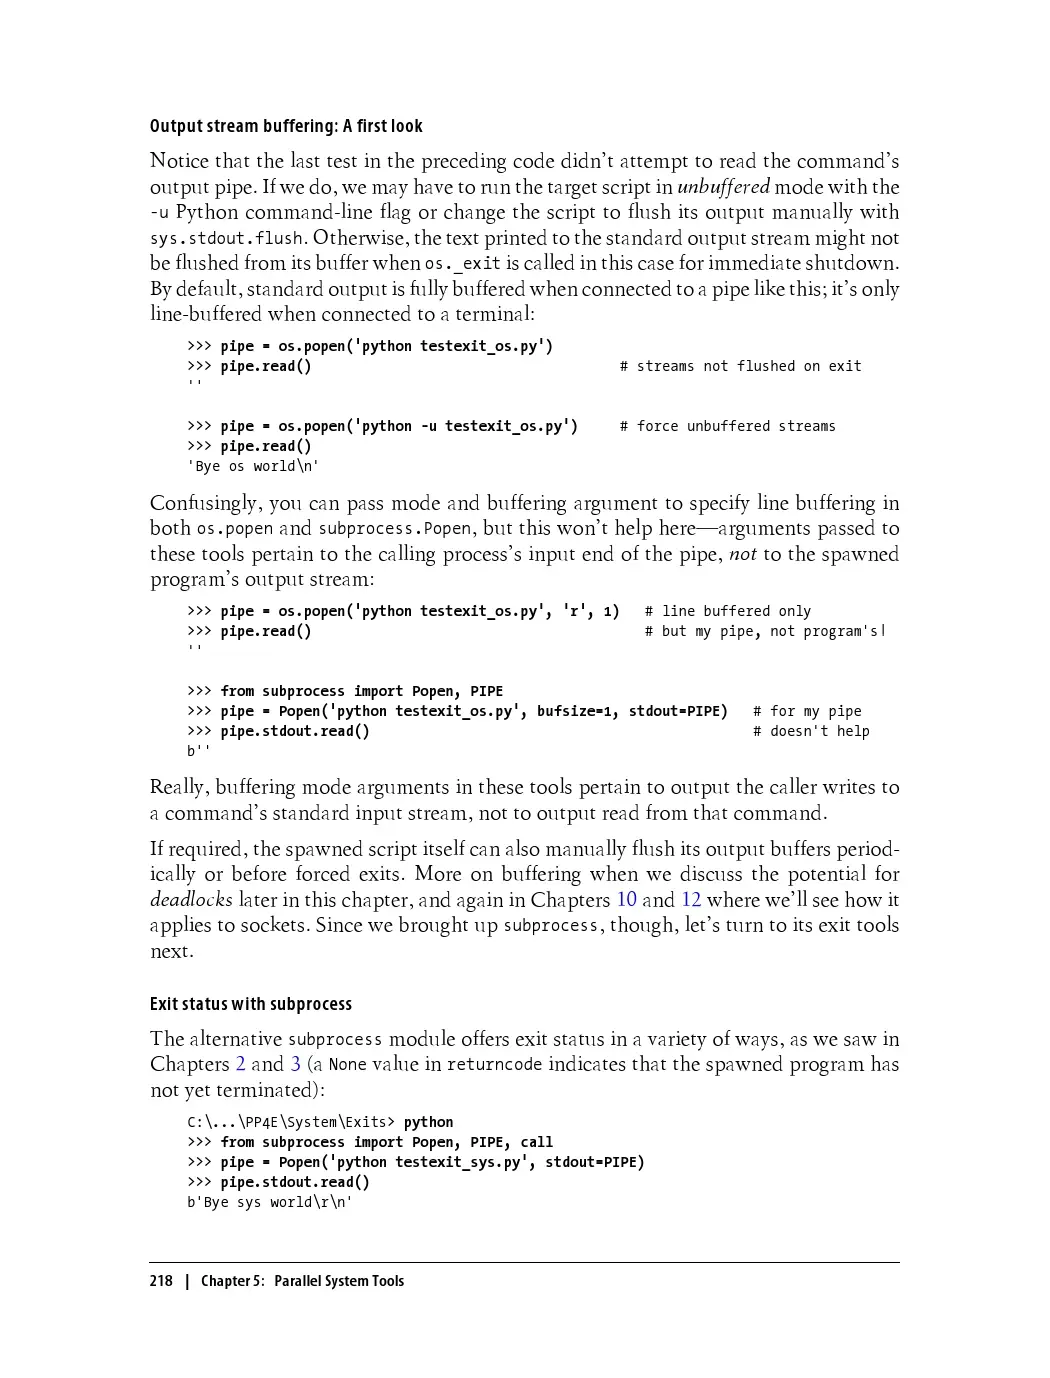 Output stream buffering: A first look
Notice that the last test in the preceding code didn't attempt to read the command's
output pipe. If we do, we may have to run the target script in unbuffered mode with the
-u Python command-line flag or change the script to flush its output manually with
sys.stdout.flush. Otherwise, the text printed to the standard output stream might not
be flushed from its buffer when os._exit is called in this case for immediate shutdown.
By default, standard output is fully buffered when connected to a pipe like this; it's only
line-buffered when connected to a terminal:
>>> pipe = os.popen('python testexit_os.py')
>>> pipe.read() # streams not flushed on exit
''
>>> pipe = os.popen('python -u testexit_os.py') # force unbuffered streams
>>> pipe.read()
'Bye os world\n'
Confusingly, you can pass mode and buffering argument to specify line buffering in
both os.popen and subprocess.Popen, but this won't help here—arguments passed to
these tools pertain to the calling process's input end of the pipe, not to the spawned
program's output stream:
>>> pipe = os.popen('python testexit_os.py', 'r', 1) # line buffered only
>>> pipe.read() # but my pipe, not program's!
''
>>> from subprocess import Popen, PIPE
>>> pipe = Popen('python testexit_os.py', bufsize=1, stdout=PIPE) # for my pipe
>>> pipe.stdout.read() # doesn't help
b''
Really, buffering mode arguments in these tools pertain to output the caller writes to
a command's standard input stream, not to output read from that command.
If required, the spawned script itself can also manually flush its output buffers period-
ically or before forced exits. More on buffering when we discuss the potential for
deadlocks later in this chapter, and again in Chapters 10 and 12 where we'll see how it
applies to sockets. Since we brought up subprocess, though, let's turn to its exit tools
next.
Exit status with subprocess
The alternative subprocess module offers exit status in a variety of ways, as we saw in
Chapters 2 and 3 (a None value in returncode indicates that the spawned program has
not yet terminated):
C:\...\PP4E\System\Exits> python
>>> from subprocess import Popen, PIPE, call
>>> pipe = Popen('python testexit_sys.py', stdout=PIPE)
>>> pipe.stdout.read()
b'Bye sys world\r\n'
218 | Chapter 5: Parallel System Tools